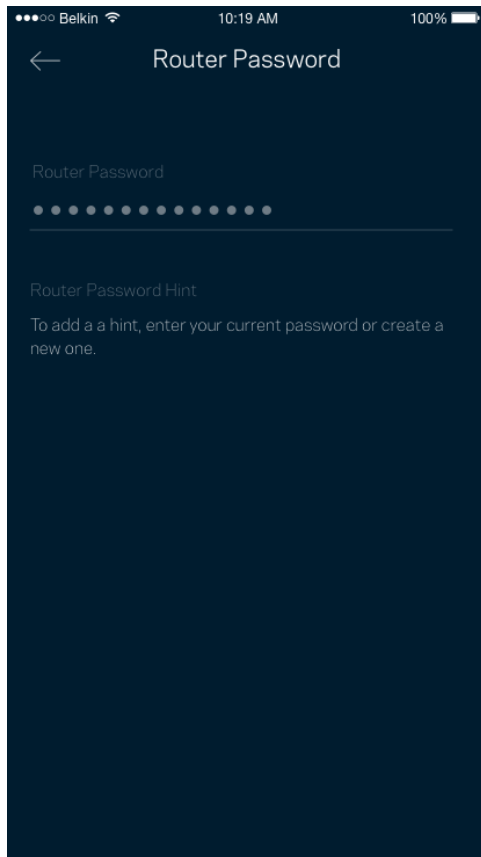 ●●●○○ Belkin 10:19 AM 100%
Router Password
Router Password
●●●●●●●●●●●●●●
Router Password Hint
To add a a hint, enter your current password or create a
new one.